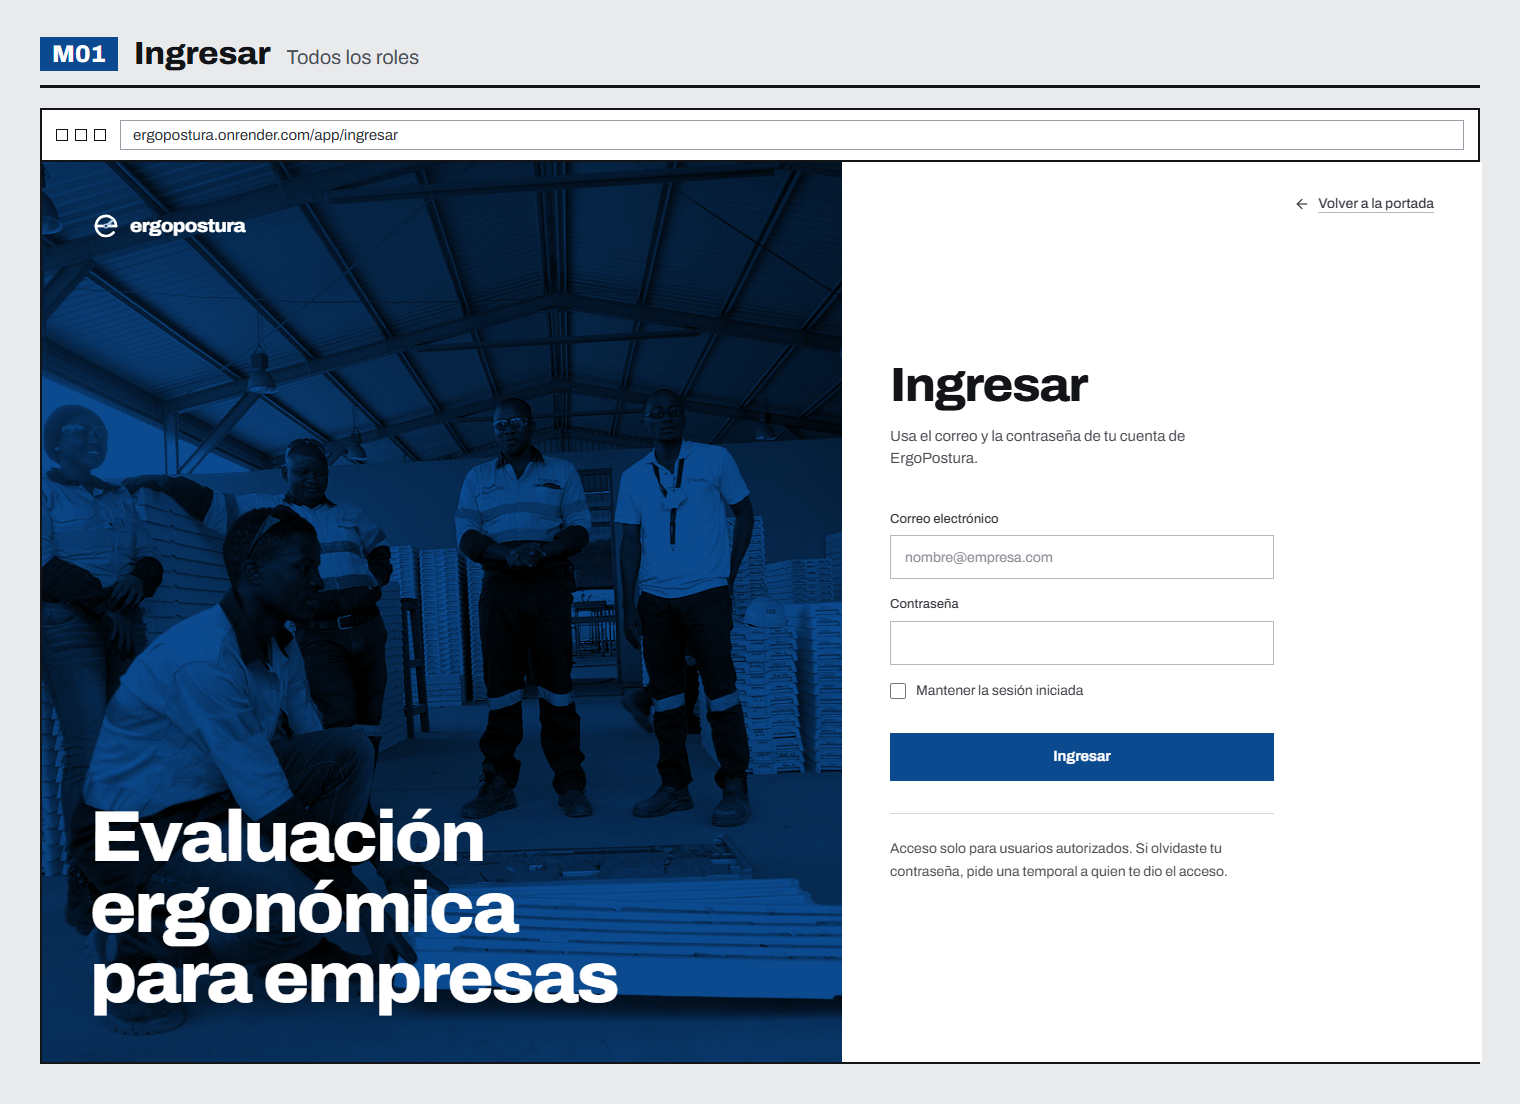 M01 Ingresar Todos los roles
ergopostura.onrender.com/app/ingresar
ergopostura
Evaluación
ergonómica
para empresas
Volver a la portada
Ingresar
Usa el correo y la contraseña de tu cuenta de
ErgoPostura.
Correo electrónico
nombre@empresa.com
Contraseña
Mantener la sesión iniciada
Ingresar
Acceso solo para usuarios autorizados. Si olvidaste tu
contraseña, pide una temporal a quien te dio el acceso.